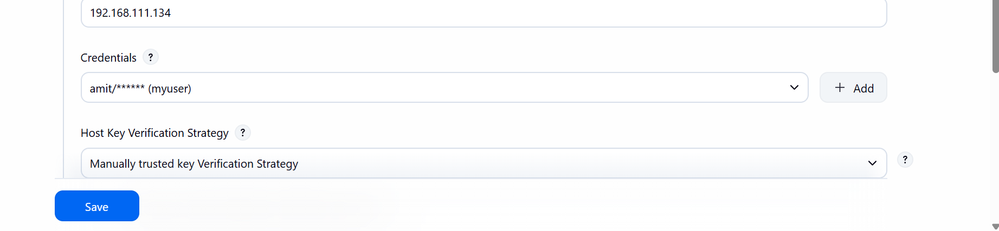 192.168.111.134
Credentials ?
amit/****** (myuser)
+ Add
Host Key Verification Strategy ?
Manually trusted key Verification Strategy
?
Save